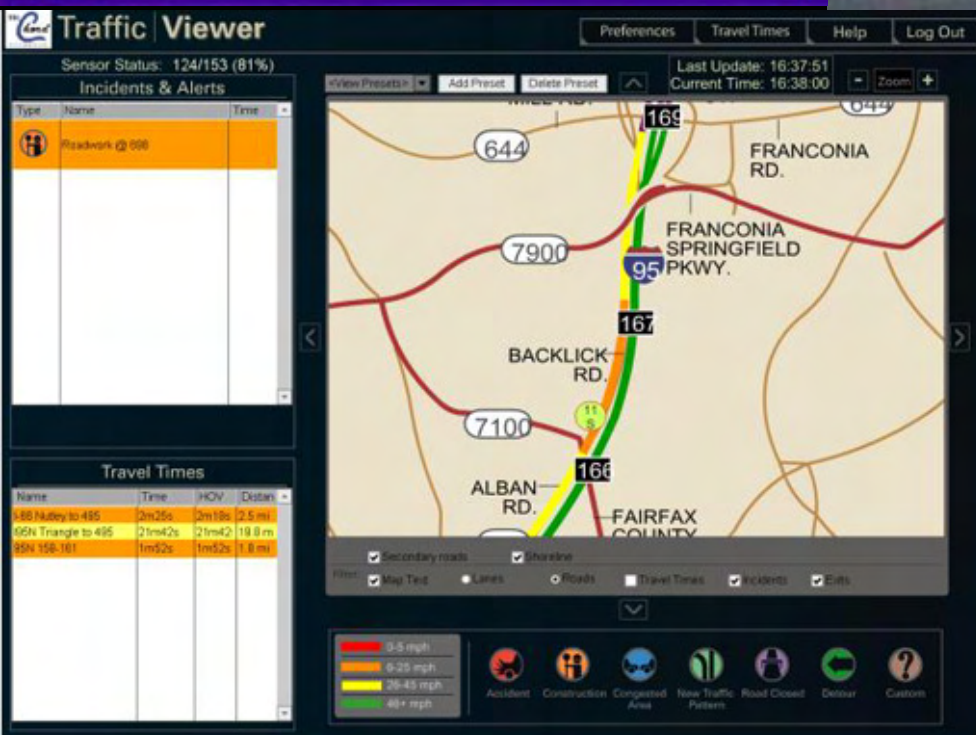 Traffic | Viewer
Preferences
Travel Times
Help
Log Out
Sensor Status: 124/153 (81%)
Incidents & Alerts
Type Name Time
Roadwork @ 698
<View Presets>
Add Preset
Delete Preset
Last Update: 16:37:51
Current Time: 16:38:00
- Zoom +
169
644
644
FRANCONIA
RD.
FRANCONIA
SPRINGFIELD
PKWY.
7900
95
167
BACKLICK
RD.
11
S
7100
166
ALBAN
RD.
FAIRFAX
COUNTY
Secondary roads
Shoreline
Filter:
Map Text
Lanes
Roads
Travel Times
Incidents
Exits
Travel Times
Name Time HOV Distan
I-66 Nutley to 495 2m25s 2m18s 2.5 mi
I95N Triangle to 495 21m42s 21m42 19.8 m
95N 158-161 1m52s 1m52s 1.8 mi
0-5 mph
6-25 mph
26-45 mph
46+ mph
Accident
Construction
Congested
Area
New Traffic
Pattern
Road Closed
Detour
Custom